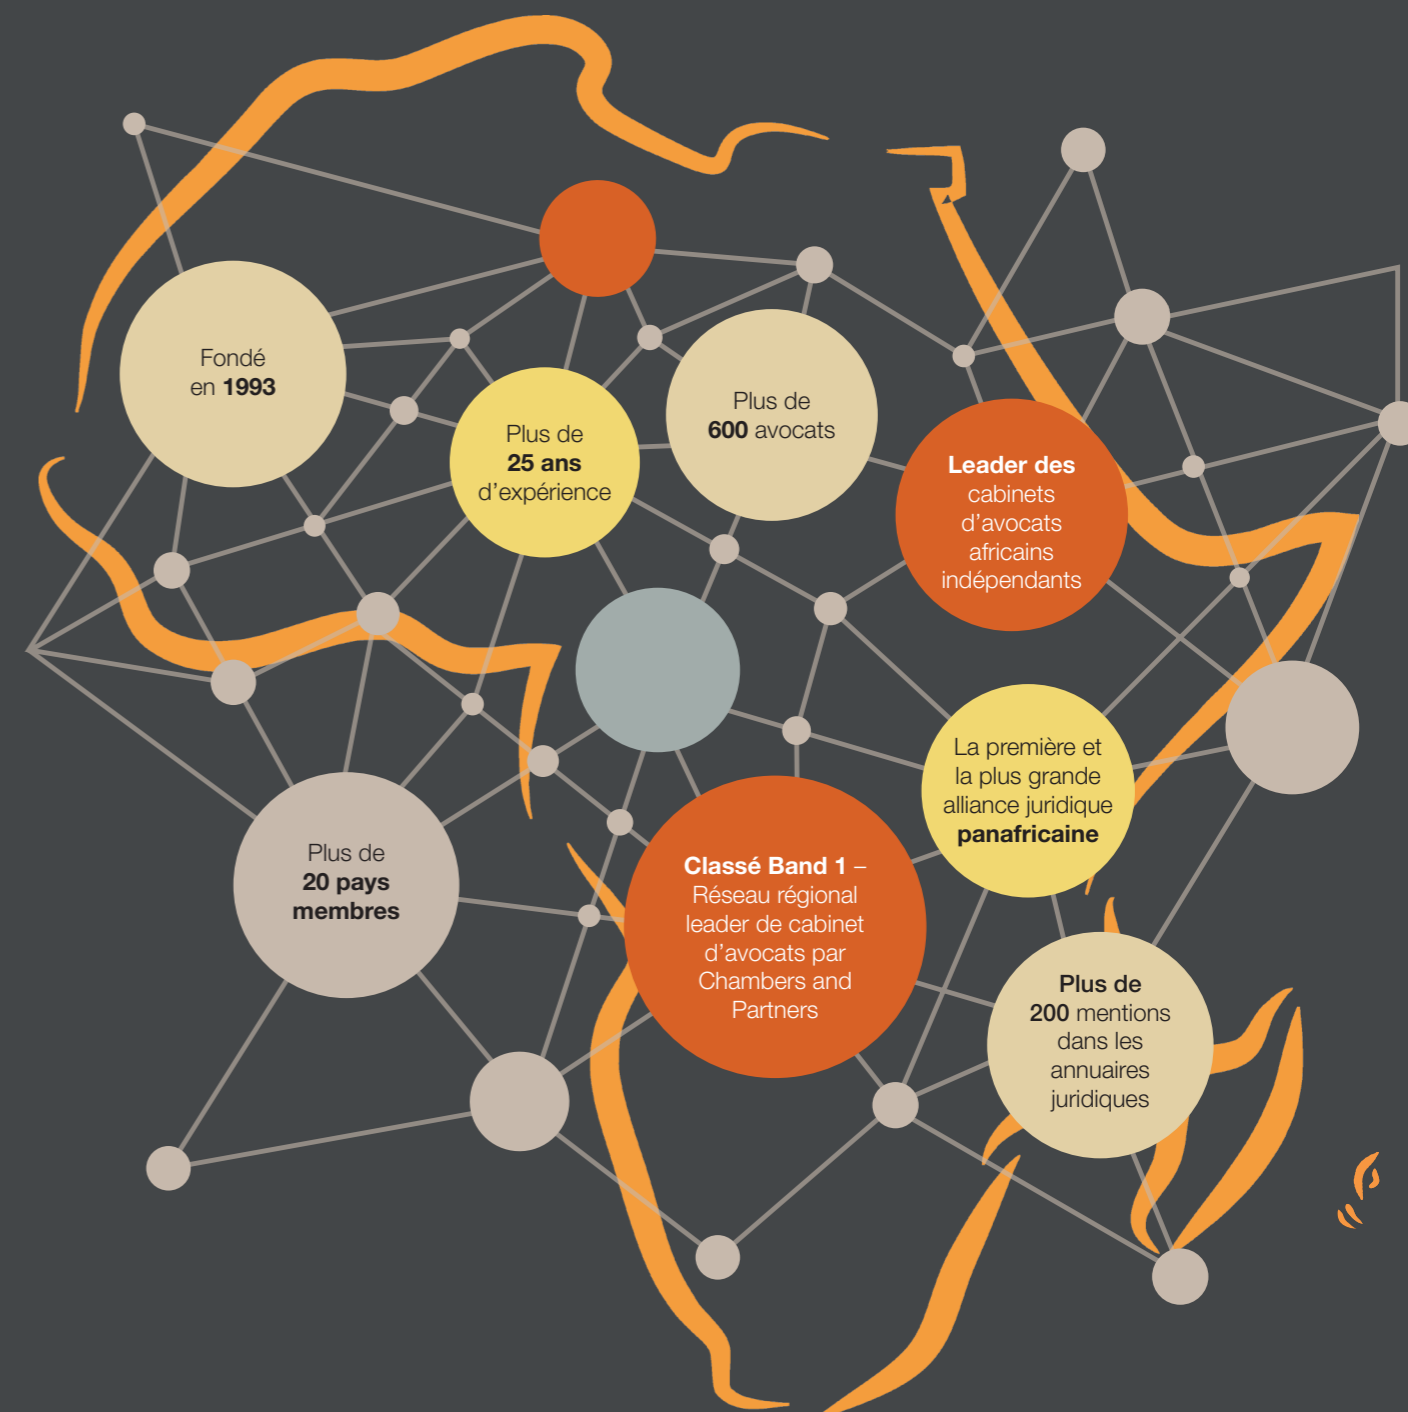 Fondé
en 1993
Plus de
25 ans
d'expérience
Plus de
600 avocats
Leader des
cabinets
d'avocats
africains
indépendants
La première et
la plus grande
alliance juridique
panafricaine
Plus de
20 pays
membres
Classé Band 1 –
Réseau régional
leader de cabinet
d'avocats par
Chambers and
Partners
Plus de
200 mentions
dans les
annuaires
juridiques